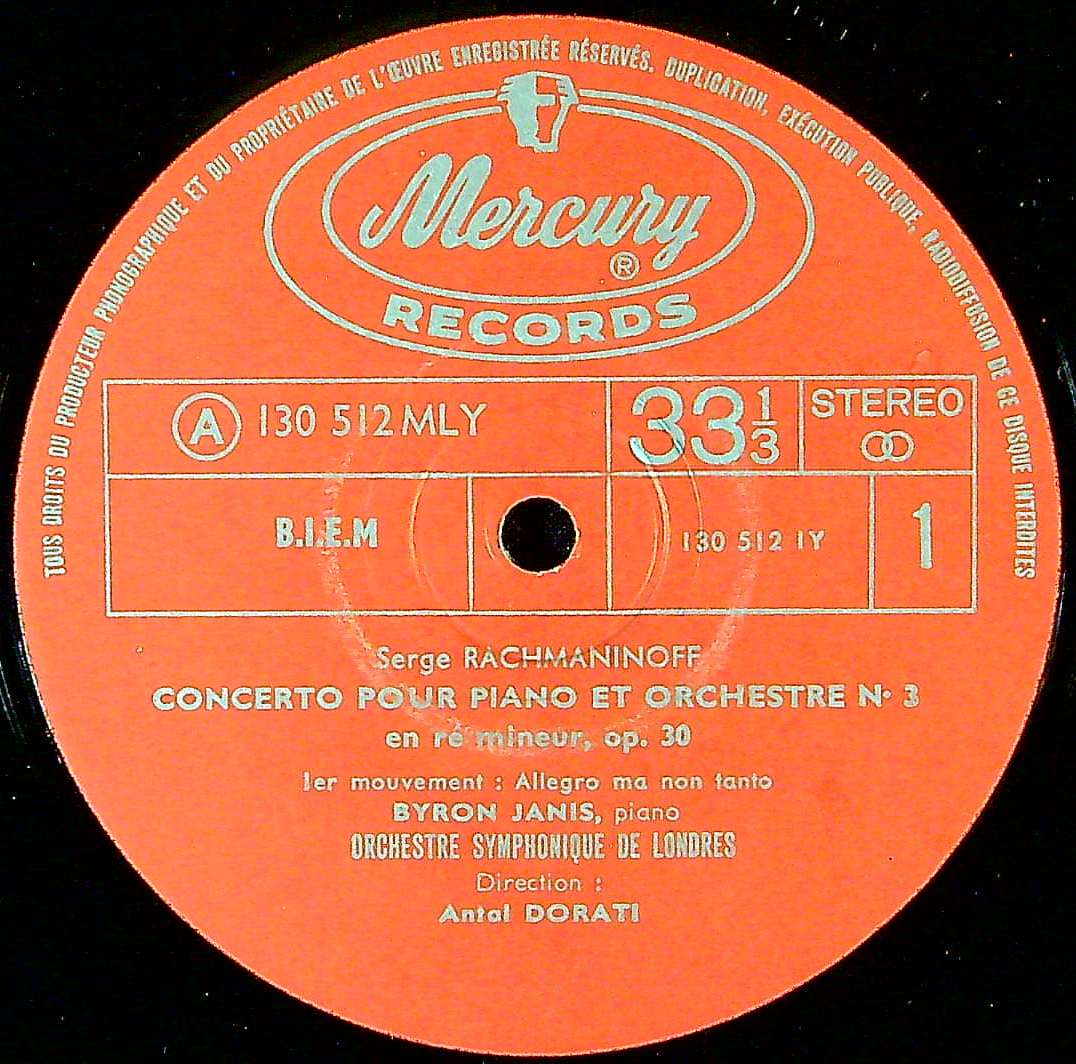 TOUS DROITS DU PRODUCTEUR PHONOGRAPHIQUE ET DU PROPRIÉTAIRE DE L'ŒUVRE ENREGISTRÉE RÉSERVÉS. DUPLICATION, EXÉCUTION PUBLIQUE, RADIODIFFUSION DE CE DISQUE INTERDITES
Mercury
®
RECORDS
A 130 512 MLY
33 1/3
STEREO
B.I.E.M
130 512 1Y
1
Serge RACHMANINOFF
CONCERTO POUR PIANO ET ORCHESTRE N· 3
en ré mineur, op. 30
1er mouvement : Allegro ma non tanto
BYRON JANIS, piano
ORCHESTRE SYMPHONIQUE DE LONDRES
Direction :
Antal DORATI